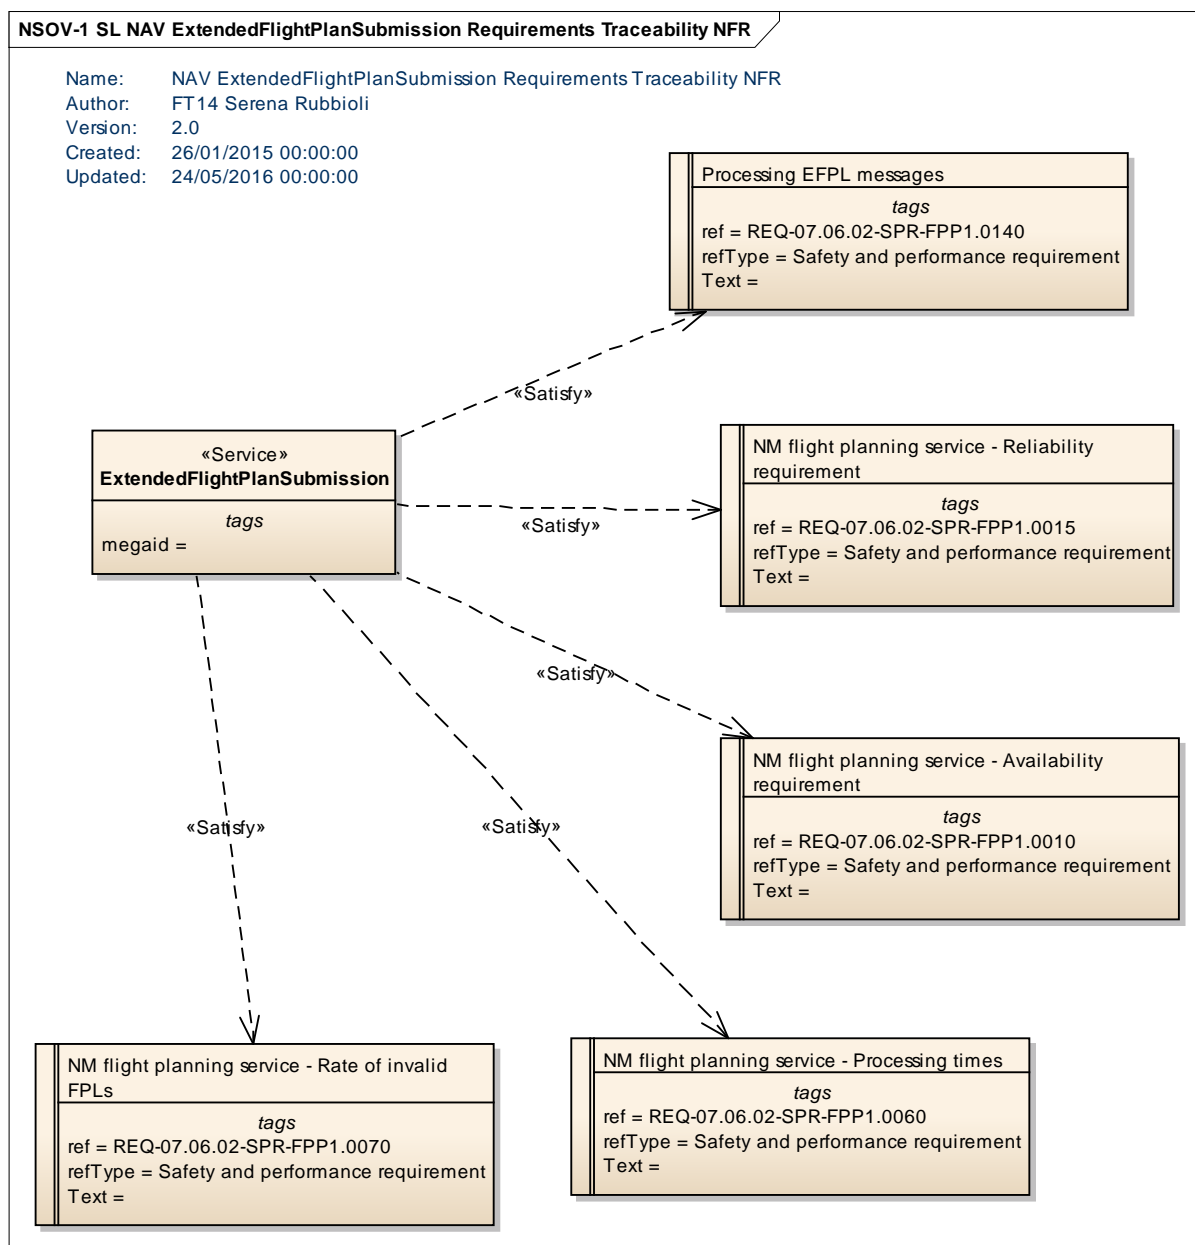 NSOV-1 SL NAV ExtendedFlightPlanSubmission Requirements Traceability NFR
Name: NAV ExtendedFlightPlanSubmission Requirements Traceability NFR
Author: FT14 Serena Rubbioli
Version: 2.0
Created: 26/01/2015 00:00:00
Updated: 24/05/2016 00:00:00
Processing EFPL messages
tags
ref = REQ-07.06.02-SPR-FPP1.0140
refType = Safety and performance requirement
Text =
«Satisfy»
«Service»
ExtendedFlightPlanSubmission
tags
megaid =
NM flight planning service - Reliability
requirement
tags
ref = REQ-07.06.02-SPR-FPP1.0015
refType = Safety and performance requirement
Text =
«Satisfy»
«Satisfy»
NM flight planning service - Availability
requirement
tags
ref = REQ-07.06.02-SPR-FPP1.0010
refType = Safety and performance requirement
Text =
«Satisfy»
«Satisfy»
NM flight planning service - Rate of invalid
FPLs
tags
ref = REQ-07.06.02-SPR-FPP1.0070
refType = Safety and performance requirement
Text =
NM flight planning service - Processing times
tags
ref = REQ-07.06.02-SPR-FPP1.0060
refType = Safety and performance requirement
Text =